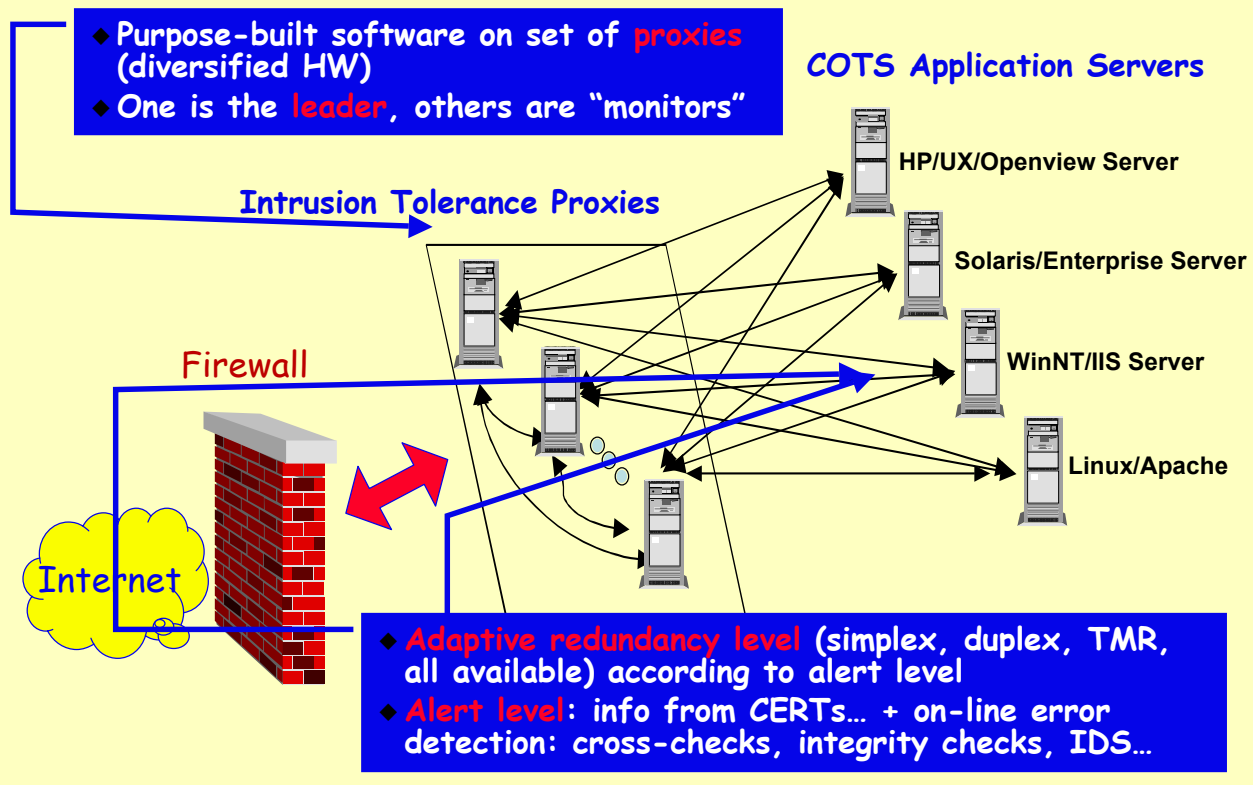 ◆ Purpose-built software on set of proxies
(diversified HW)
◆ One is the leader, others are “monitors”
COTS Application Servers
HP/UX/Openview Server
Intrusion Tolerance Proxies
Solaris/Enterprise Server
Firewall
WinNT/IIS Server
Linux/Apache
Internet
◆ Adaptive redundancy level (simplex, duplex, TMR,
all available) according to alert level
◆ Alert level: info from CERTs… + on-line error
detection: cross-checks, integrity checks, IDS…